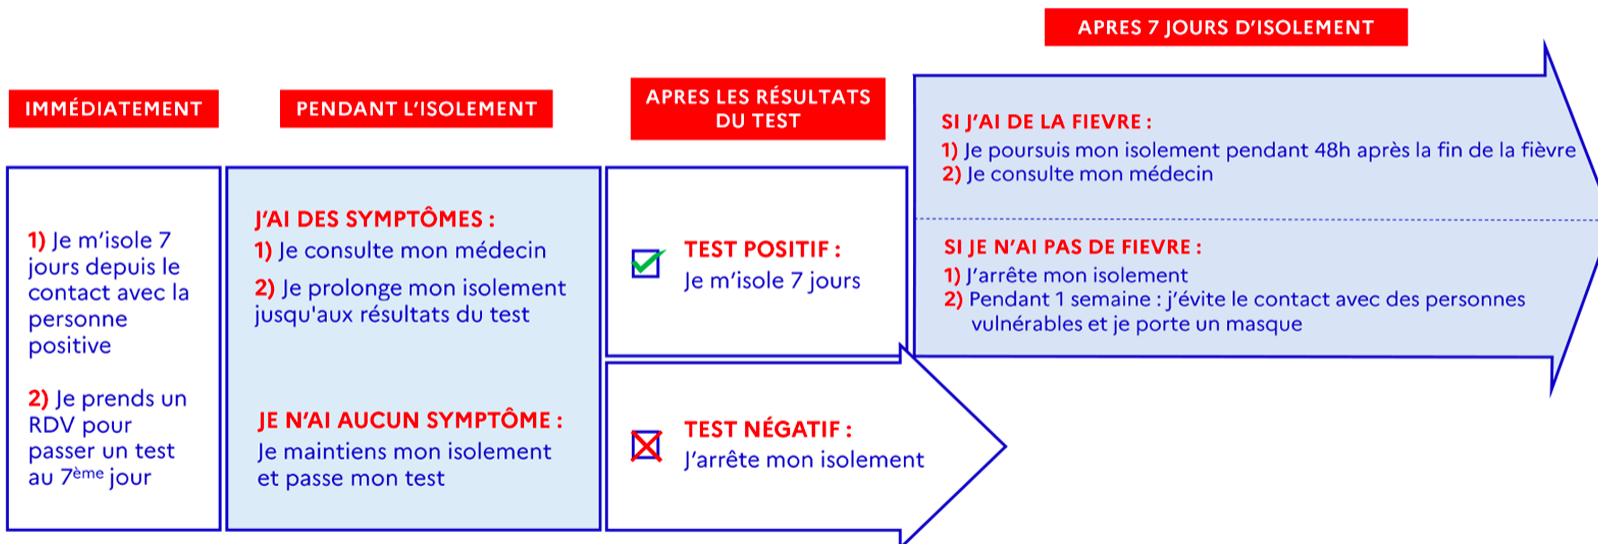 IMMÉDIATEMENT
1) Je m'isole 7
jours depuis le
contact avec la
personne
positive
2) Je prends un
RDV pour
passer un test
au 7ème jour
PENDANT L'ISOLEMENT
J'AI DES SYMPTÔMES :
1) Je consulte mon médecin
2) Je prolonge mon isolement
jusqu'aux résultats du test
JE N'AI AUCUN SYMPTÔME :
Je maintiens mon isolement
et passe mon test
APRES LES RÉSULTATS
DU TEST
TEST POSITIF :
Je m'isole 7 jours
TEST NÉGATIF :
J'arrête mon isolement
APRES 7 JOURS D'ISOLEMENT
SI J'AI DE LA FIEVRE :
1) Je poursuis mon isolement pendant 48h après la fin de la fièvre
2) Je consulte mon médecin
SI JE N'AI PAS DE FIEVRE :
1) J'arrête mon isolement
2) Pendant 1 semaine : j'évite le contact avec des personnes
vulnérables et je porte un masque